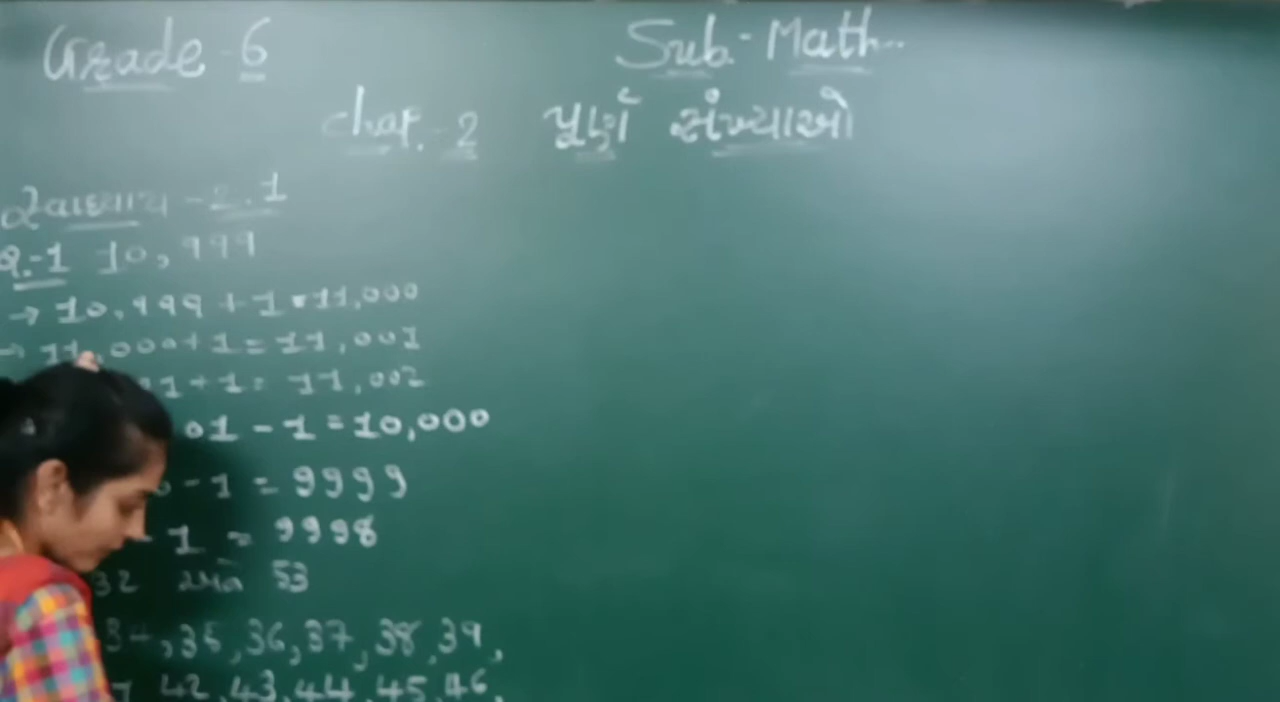 Grade - 6
Sub. - Math..
chap. - 2 પૂર્ણ સંખ્યાઓ
સ્વાધ્યાય - 2.1
Q.-1 10,999
→ 10,999 + 1 = 11,000
→ 11,000 + 1 = 11,001
01 + 1 = 11,002
01 - 1 = 10,000
0 - 1 = 9999
- 1 = 9998
32 અને 53
34, 35, 36, 37, 38, 39,
42, 43, 44, 45, 46,